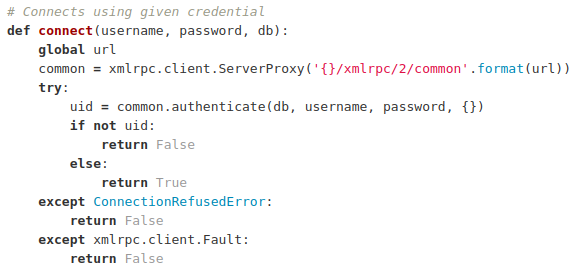 # Connects using given credential
def connect(username, password, db):
    global url
    common = xmlrpc.client.ServerProxy('{}/xmlrpc/2/common'.format(url))
    try:
        uid = common.authenticate(db, username, password, {})
        if not uid:
            return False
        else:
            return True
    except ConnectionRefusedError:
        return False
    except xmlrpc.client.Fault:
        return False